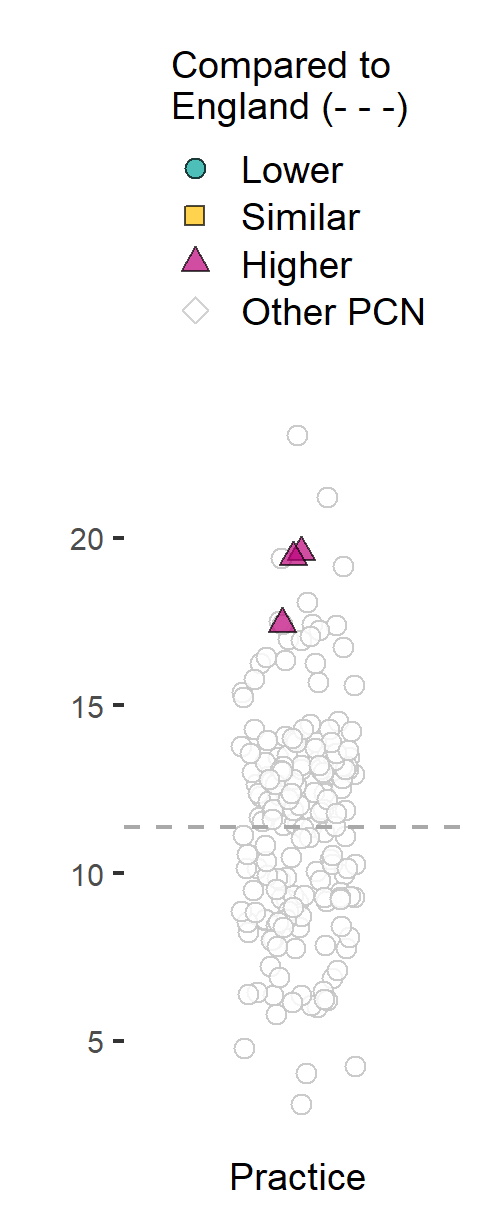 Compared to
England (- - -)
Lower
Similar
Higher
Other PCN
20
15
10
5
Practice